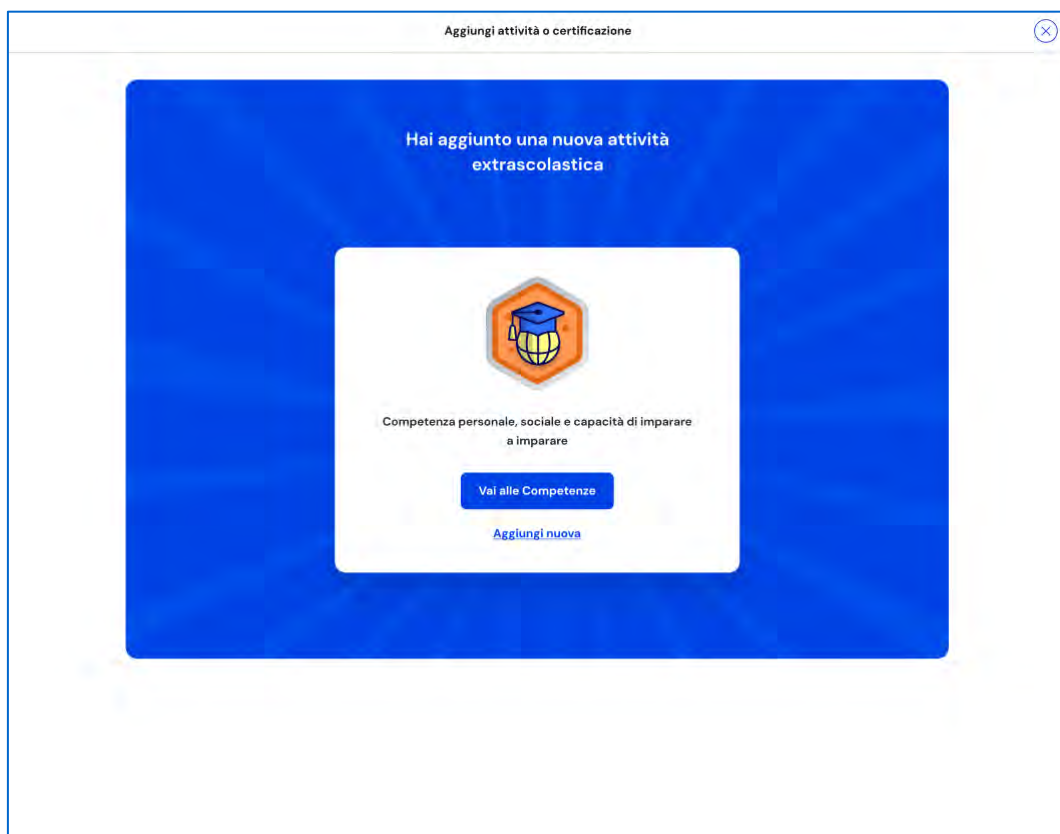 Aggiungi attività o certificazione
Hai aggiunto una nuova attività
extrascolastica
Competenza personale, sociale e capacità di imparare
a imparare
Vai alle Competenze
Aggiungi nuova